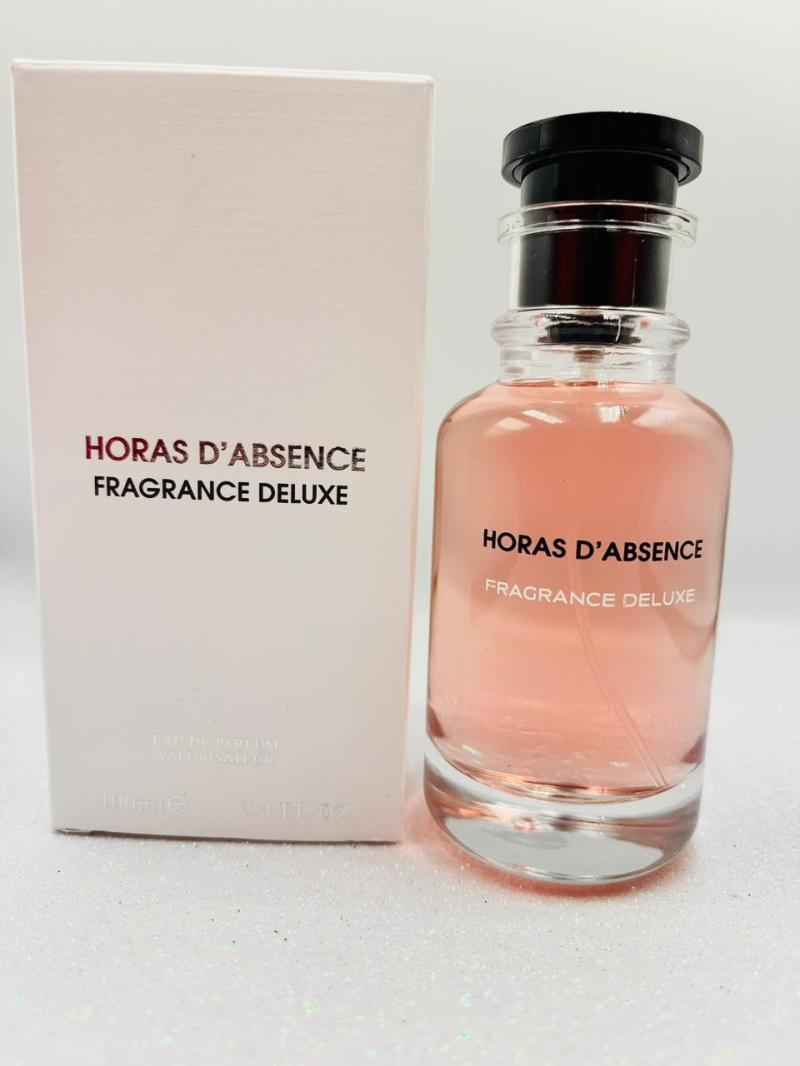 HORAS D’ABSENCE
FRAGRANCE DELUXE
EAU DE PARFUM
VAPORISATEUR
100ml℮
3.4 FL. OZ
HORAS D’ABSENCE
FRAGRANCE DELUXE